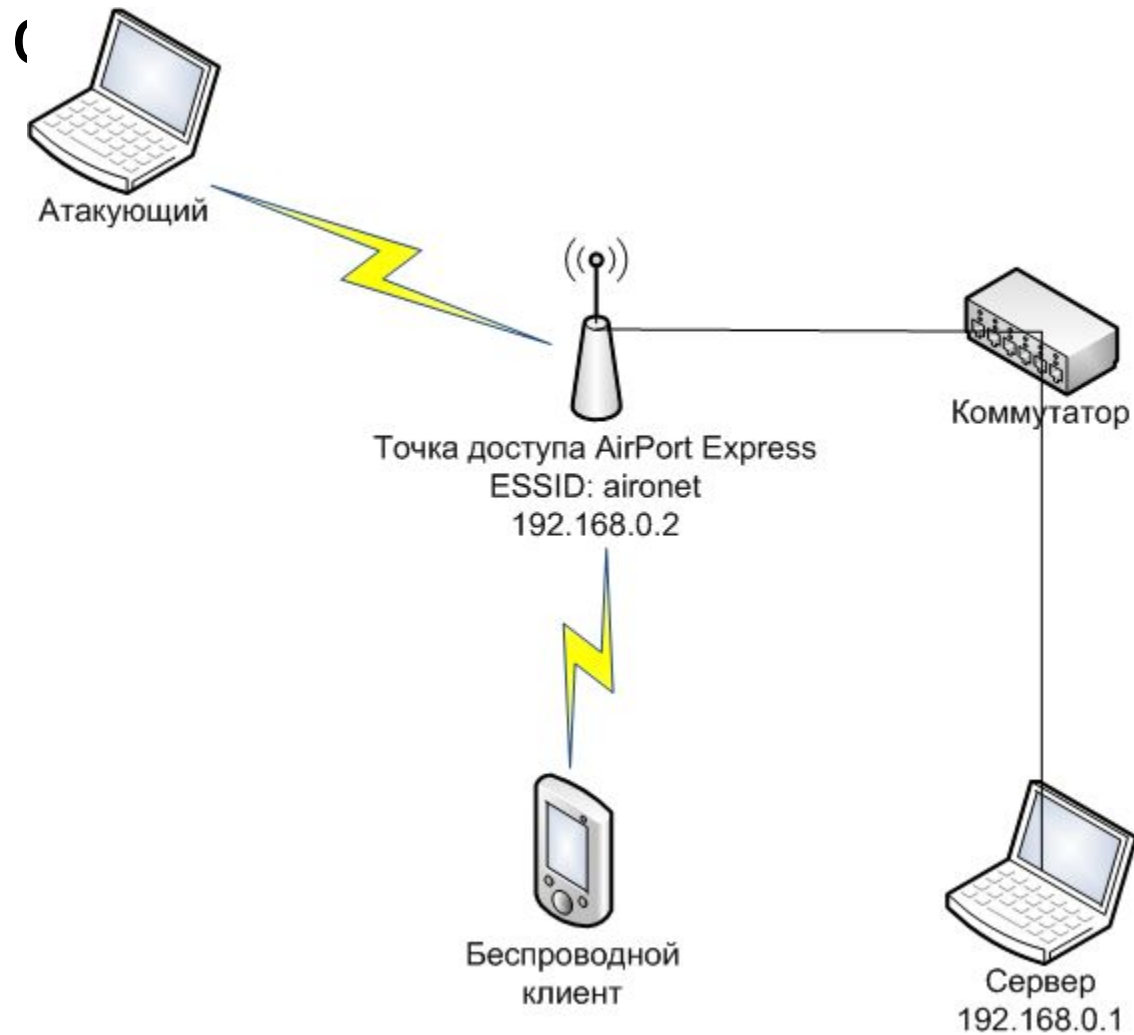 Атакующий
Коммутатор
Точка доступа AirPort Express
ESSID: aironet
192.168.0.2
Беспроводной
клиент
Сервер
192.168.0.1